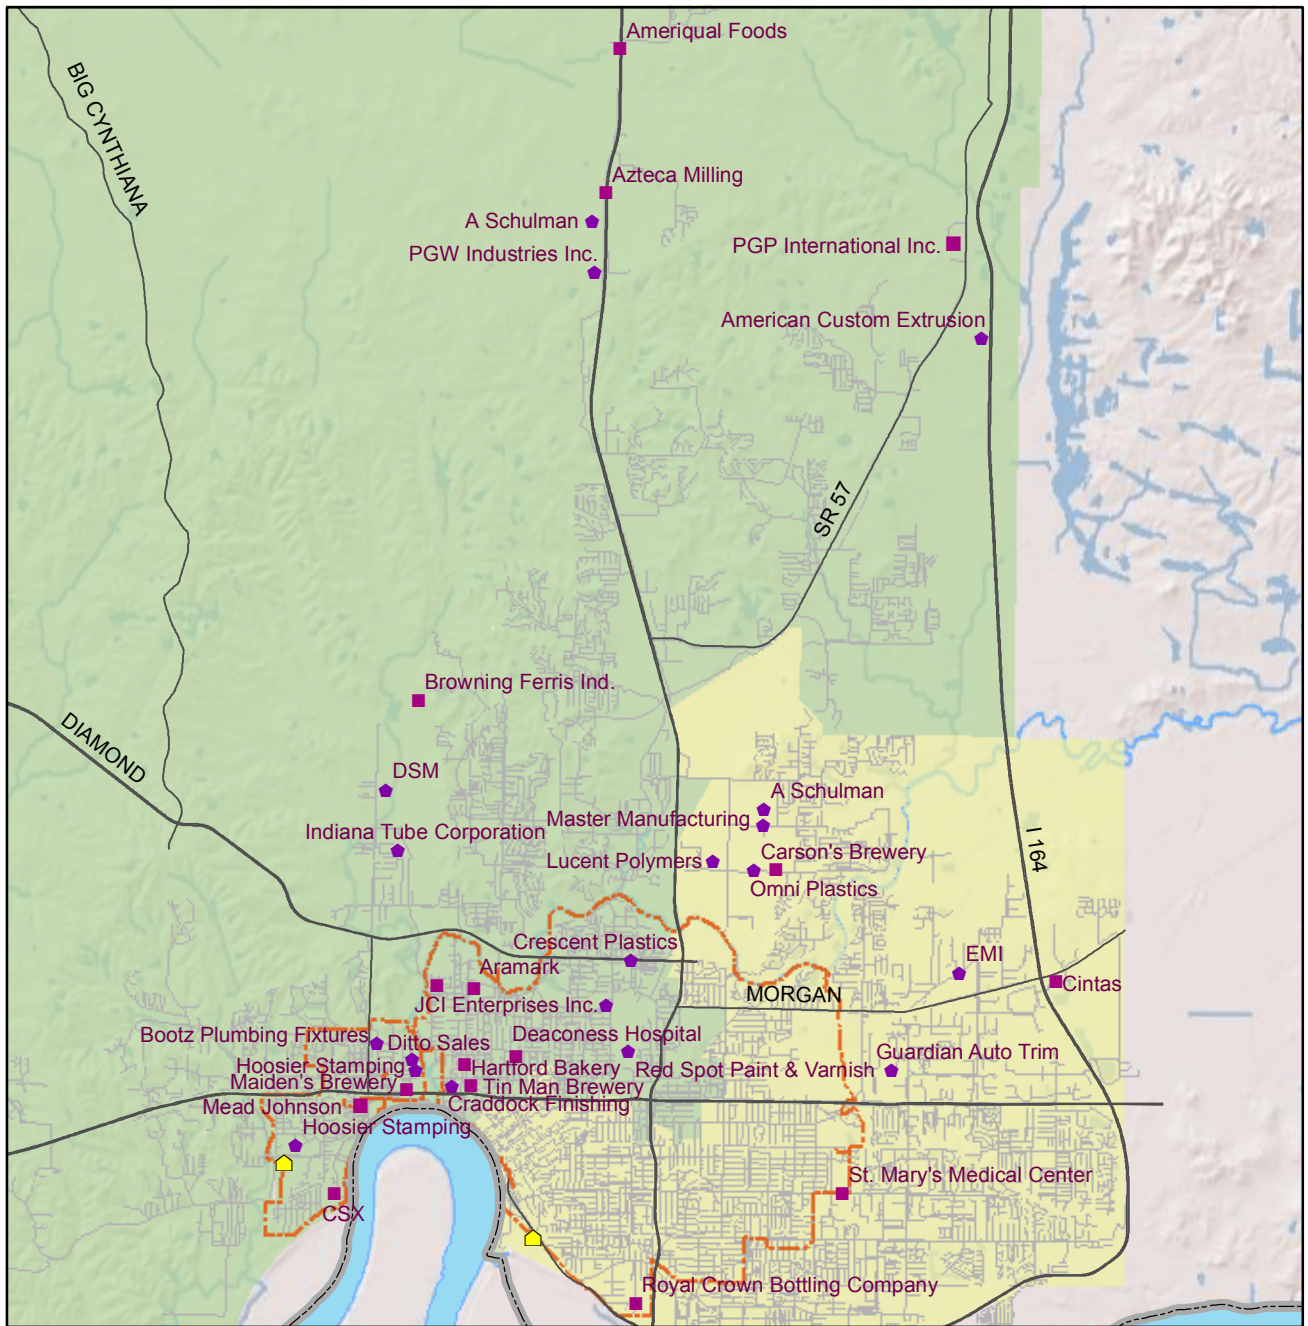 Ameriqual Foods
BIG CYNTHIANA
Azteca Milling
A Schulman
PGW Industries Inc.
PGP International Inc.
American Custom Extrusion
SR 57
Browning Ferris Ind.
DIAMOND
DSM
A Schulman
Indiana Tube Corporation
Master Manufacturing
I 164
Lucent Polymers
Carson's Brewery
Omni Plastics
Crescent Plastics
EMI
Aramark
Cintas
MORGAN
JCI Enterprises Inc.
Bootz Plumbing Fixtures
Ditto Sales
Deaconess Hospital
Guardian Auto Trim
Hoosier Stamping
Hartford Bakery
Red Spot Paint & Varnish
Maiden's Brewery
Tin Man Brewery
Mead Johnson
Craddock Finishing
Hoosier Stamping
St. Mary's Medical Center
CSX
Royal Crown Bottling Company